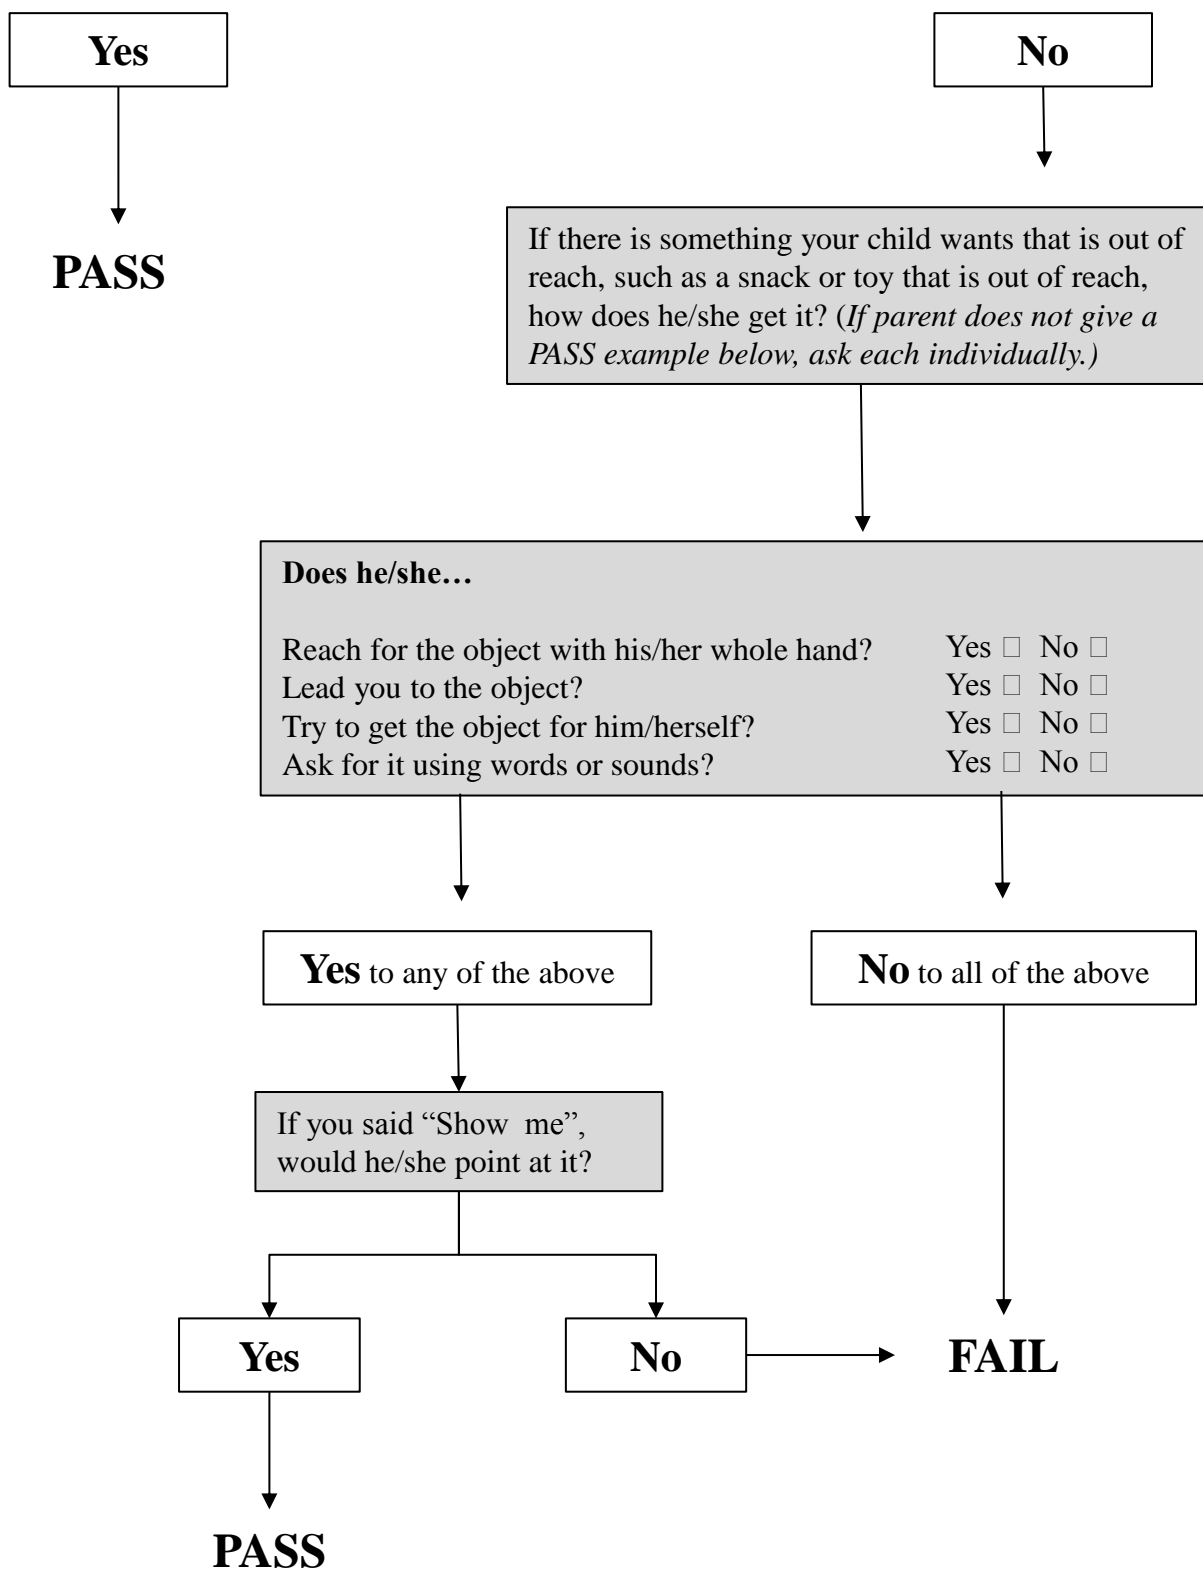 Yes
No
PASS
If there is something your child wants that is out of
reach, such as a snack or toy that is out of reach,
how does he/she get it? (If parent does not give a
PASS example below, ask each individually.)
Does he/she…
Reach for the object with his/her whole hand? Yes □ No □
Lead you to the object? Yes □ No □
Try to get the object for him/herself? Yes □ No □
Ask for it using words or sounds? Yes □ No □
Yes to any of the above
No to all of the above
If you said “Show me”,
would he/she point at it?
Yes
No
FAIL
PASS